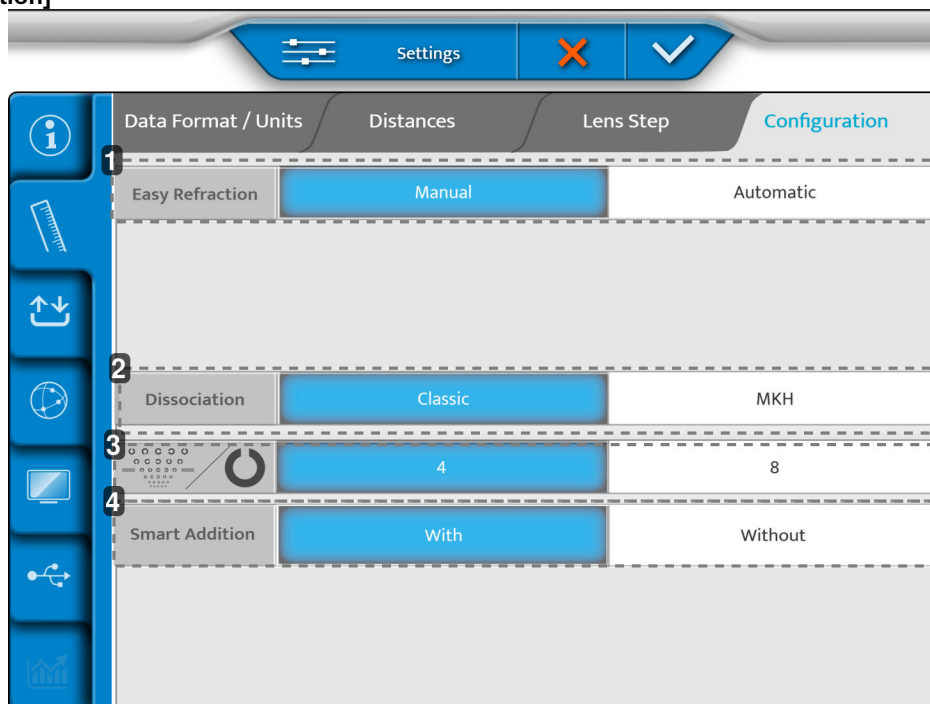 tion]
Settings
Data Format / Units Distances Lens Step Configuration
1
Easy Refraction Manual Automatic
2
Dissociation Classic MKH
3
4 8
4
Smart Addition With Without